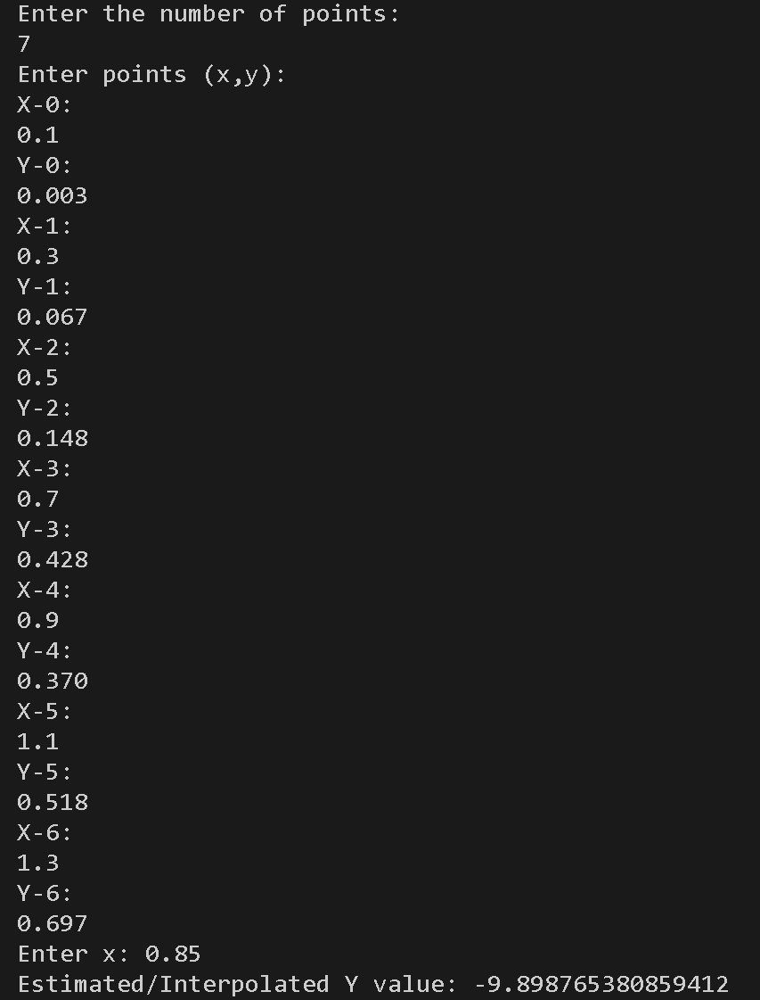 Enter the number of points:
7
Enter points (x,y):
X-0:
0.1
Y-0:
0.003
X-1:
0.3
Y-1:
0.067
X-2:
0.5
Y-2:
0.148
X-3:
0.7
Y-3:
0.428
X-4:
0.9
Y-4:
0.370
X-5:
1.1
Y-5:
0.518
X-6:
1.3
Y-6:
0.697
Enter x: 0.85
Estimated/Interpolated Y value: -9.898765380859412